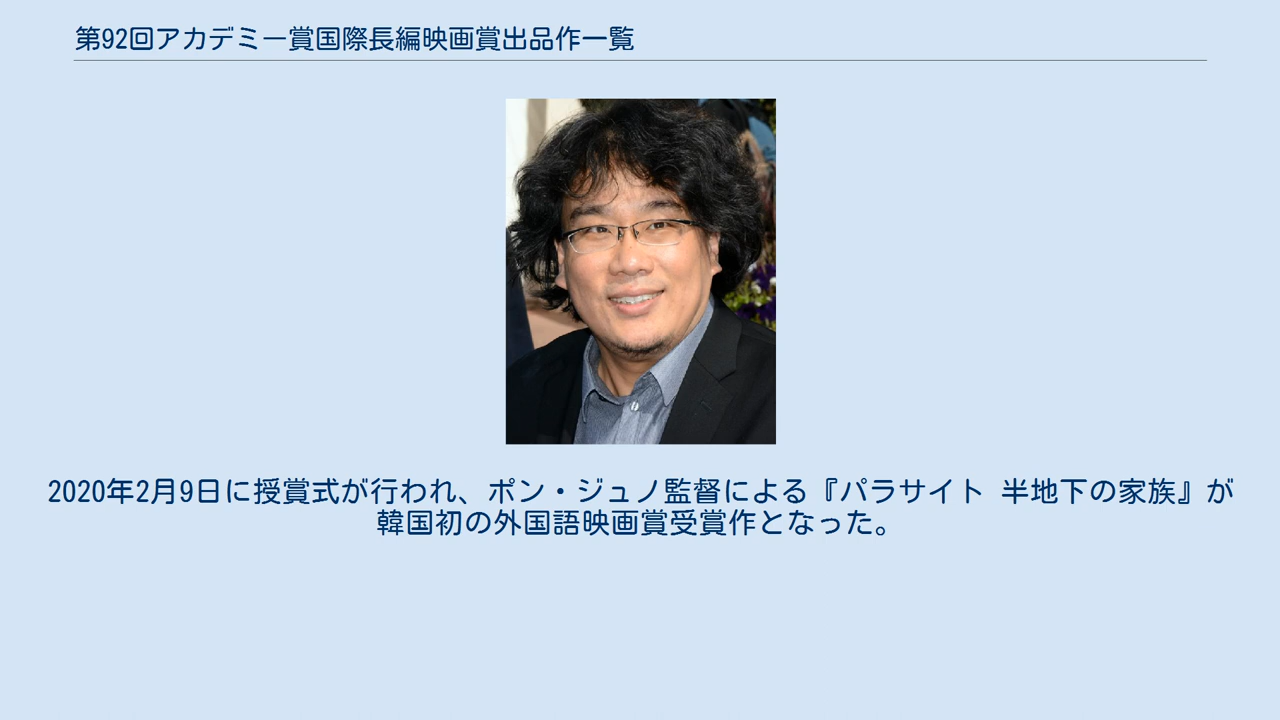 第92回アカデミー賞国際長編映画賞出品作一覧
2020年2月9日に授賞式が行われ、ポン・ジュノ監督による『パラサイト 半地下の家族』が
韓国初の外国語映画賞受賞作となった。